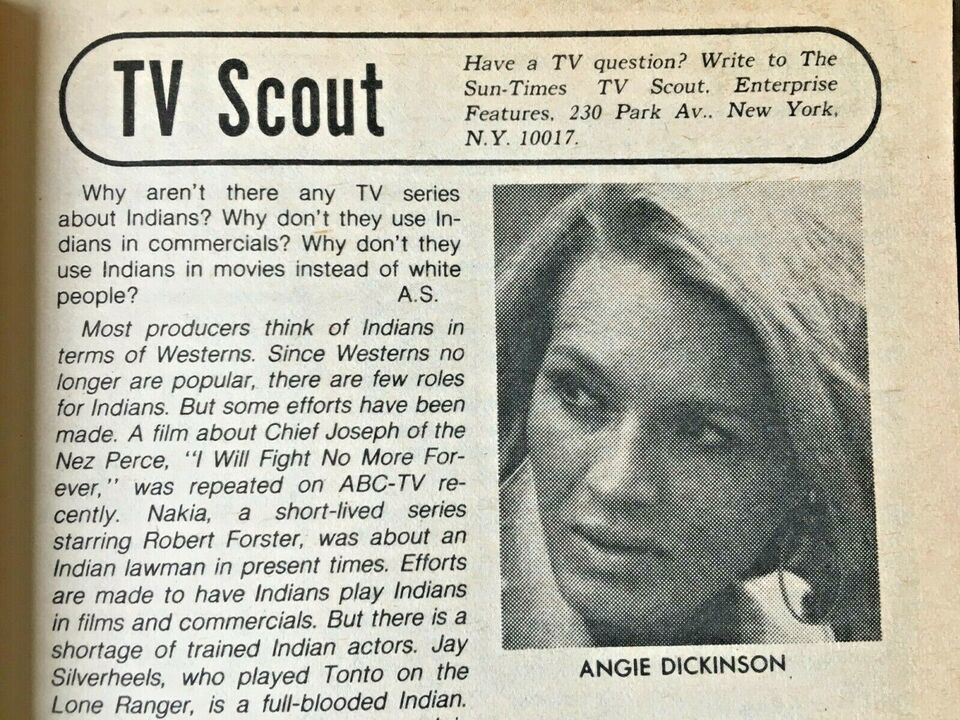 TV Scout
Have a TV question? Write to The
Sun-Times TV Scout, Enterprise
Features, 230 Park Av., New York,
N.Y. 10017.
Why aren't there any TV series
about Indians? Why don't they use In-
dians in commercials? Why don't they
use Indians in movies instead of white
people? A.S.
Most producers think of Indians in
terms of Westerns. Since Westerns no
longer are popular, there are few roles
for Indians. But some efforts have been
made. A film about Chief Joseph of the
Nez Perce, "I Will Fight No More For-
ever," was repeated on ABC-TV re-
cently. Nakia, a short-lived series
starring Robert Forster, was about an
Indian lawman in present times. Efforts
are made to have Indians play Indians
in films and commercials. But there is a
shortage of trained Indian actors. Jay
Silverheels, who played Tonto on the
Lone Ranger, is a full-blooded Indian.
ANGIE DICKINSON